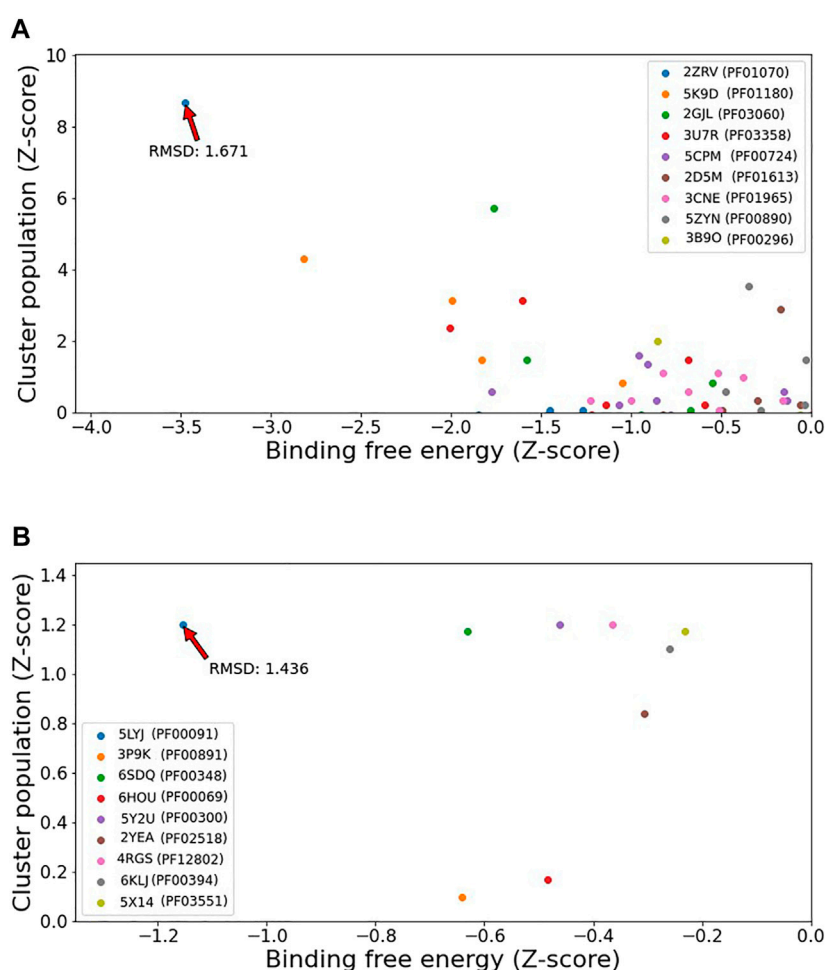 A
Cluster population (Z-score)
10
8
6
4
2
0
RMSD: 1.671
2ZRV (PF01070)
5K9D (PF01180)
2GJL (PF03060)
3U7R (PF03358)
5CPM (PF00724)
2D5M (PF01613)
3CNE (PF01965)
5ZYN (PF00890)
3B9O (PF00296)
−4.0 −3.5 −3.0 −2.5 −2.0 −1.5 −1.0 −0.5 0.0
Binding free energy (Z-score)
B
Cluster population (Z-score)
1.4
1.2
1.0
0.8
0.6
0.4
0.2
0.0
RMSD: 1.436
5LYJ (PF00091)
3P9K (PF00891)
6SDQ (PF00348)
6HOU (PF00069)
5Y2U (PF00300)
2YEA (PF02518)
4RGS (PF12802)
6KLJ (PF00394)
5X14 (PF03551)
−1.2 −1.0 −0.8 −0.6 −0.4 −0.2 0.0
Binding free energy (Z-score)